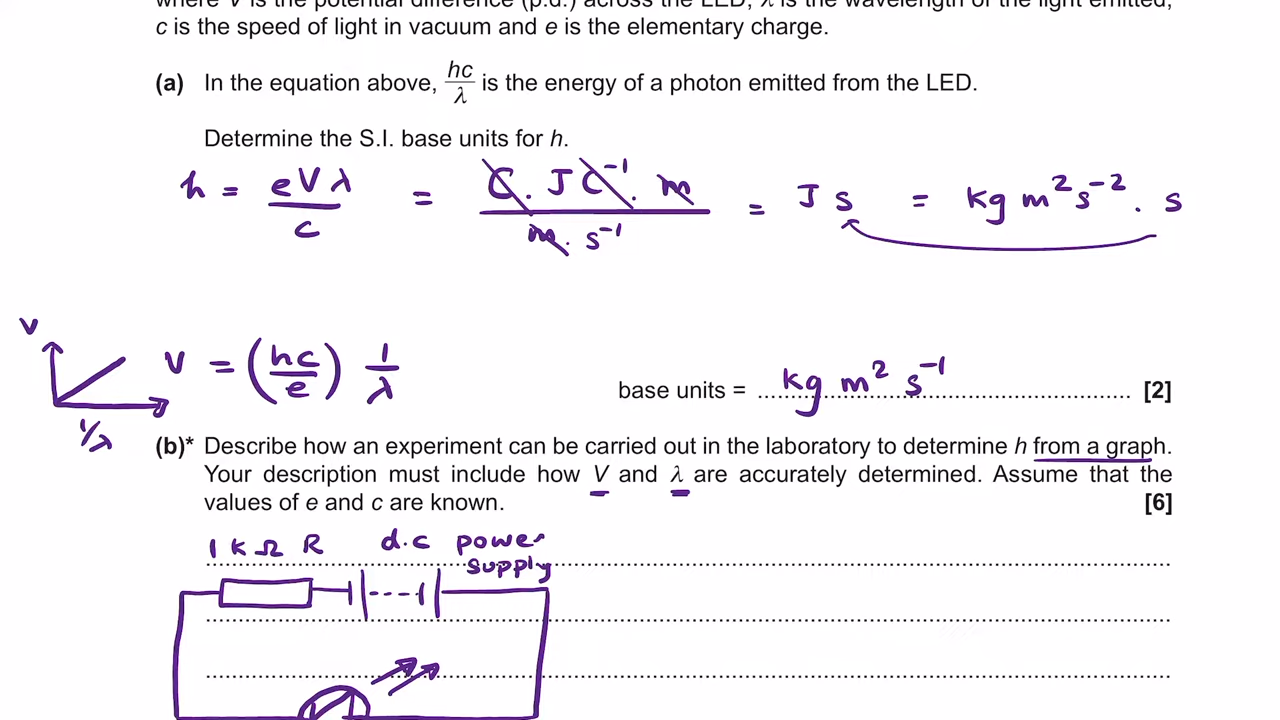 where V is the potential difference (p.d.) across the LED, λ is the wavelength of the light emitted,
c is the speed of light in vacuum and e is the elementary charge.
(a) In the equation above, hc/λ is the energy of a photon emitted from the LED.
Determine the S.I. base units for h.
h = eVλ/c = C. J C⁻¹. m / m. s⁻¹ = J s = kg m² s⁻². s
V
V = (hc/e) 1/λ
1/λ
base units = kg m² s⁻¹ [2]
(b)* Describe how an experiment can be carried out in the laboratory to determine h from a graph.
Your description must include how V and λ are accurately determined. Assume that the
values of e and c are known. [6]
1 k Ω R d.c power
supply